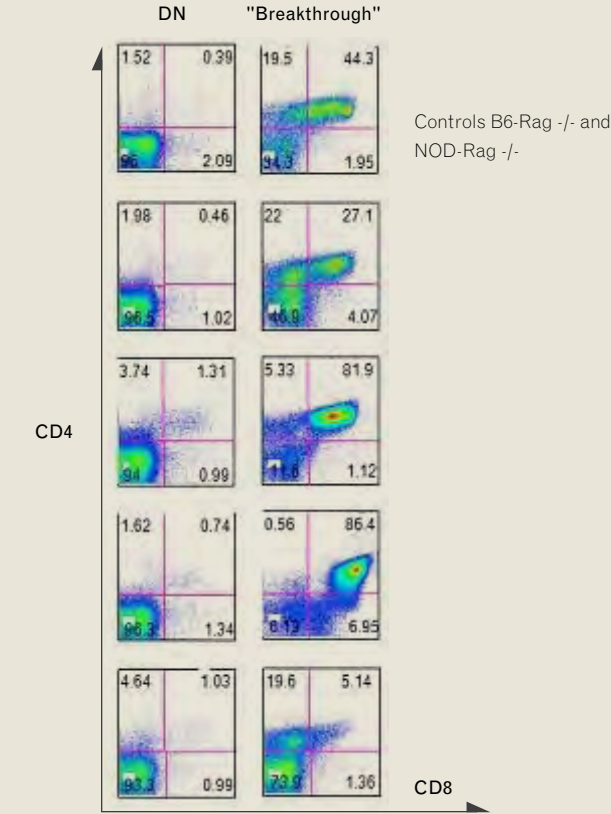 DN "Breakthrough"
1.52 0.39 19.5 44.3
Controls B6-Rag -/- and
NOD-Rag -/-
96 2.09 34.3 1.95
1.98 0.46 22 27.1
96.5 1.02 46.9 4.07
3.74 1.31 5.33 81.9
CD4
94 0.99 11.6 1.12
1.62 0.74 0.56 86.4
96.3 1.34 6.13 6.95
4.64 1.03 19.6 5.14
93.3 0.99 73.9 1.36
CD8